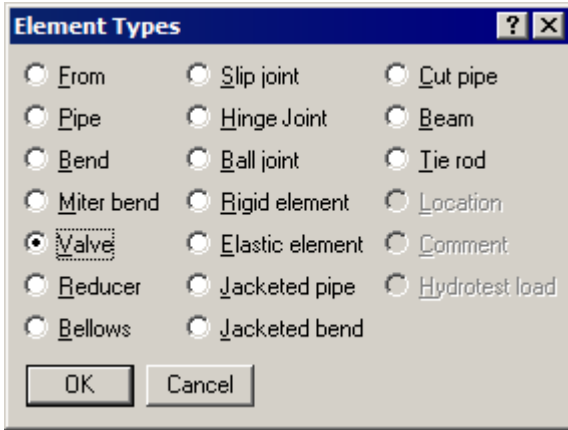 Element Types
From
Slip joint
Cut pipe
Pipe
Hinge Joint
Beam
Bend
Ball joint
Tie rod
Miter bend
Rigid element
Location
Valve
Elastic element
Comment
Reducer
Jacketed pipe
Hydrotest load
Bellows
Jacketed bend
OK
Cancel